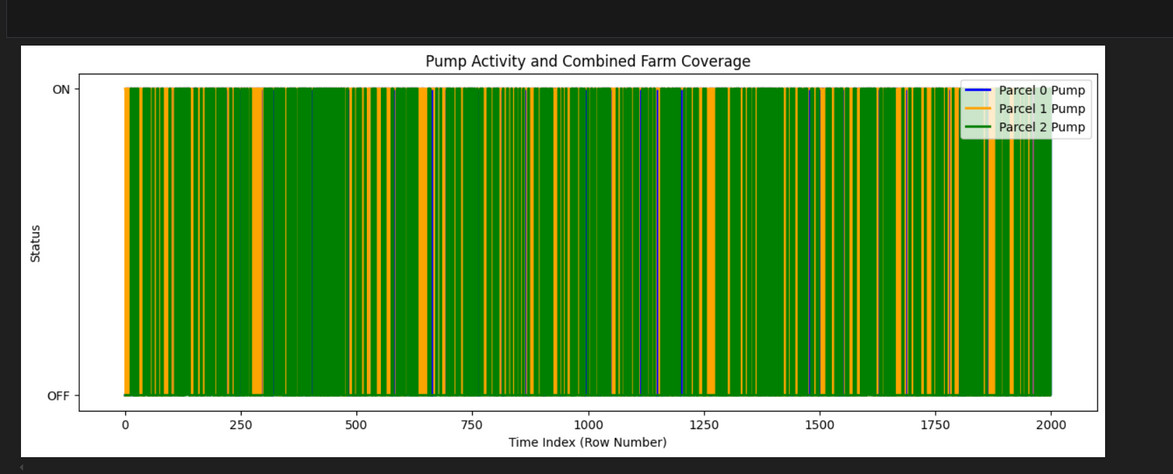 Pump Activity and Combined Farm Coverage
ON
Parcel 0 Pump
Parcel 1 Pump
Parcel 2 Pump
Status
OFF
0 250 500 750 1000 1250 1500 1750 2000
Time Index (Row Number)